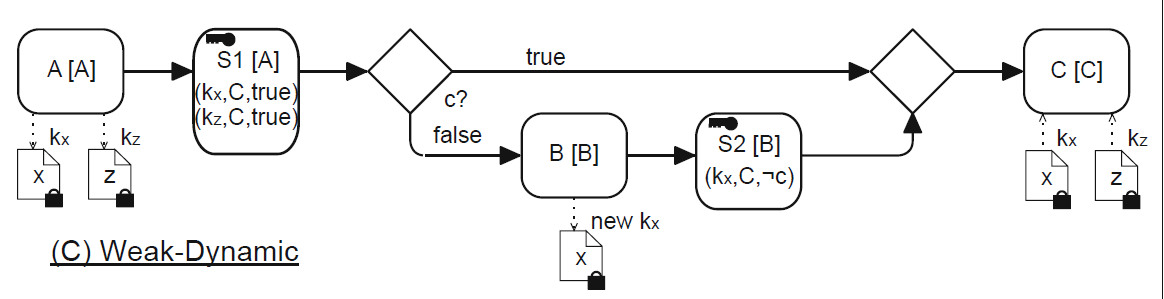 A [A]
S1 [A]
(kx,C,true)
(kz,C,true)
true
c?
false
B [B]
S2 [B]
(kx,C,¬c)
C [C]
kx
kz
x
z
new kx
x
kx
kz
x
z
(C) Weak-Dynamic